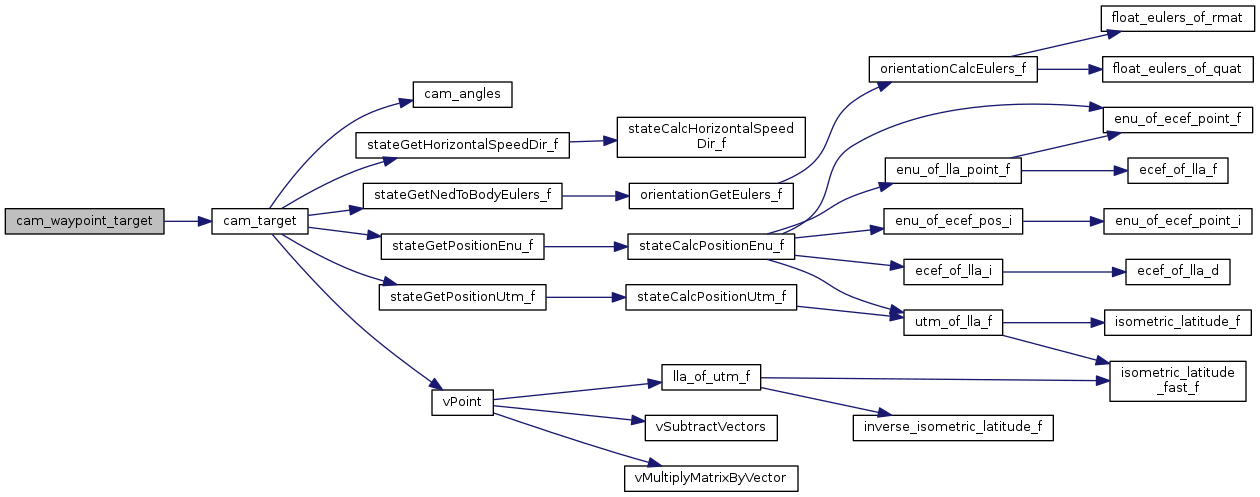 float_eulers_of_rmat
orientationCalcEulers_f
float_eulers_of_quat
cam_angles
enu_of_ecef_point_f
stateCalcHorizontalSpeed
Dir_f
stateGetHorizontalSpeedDir_f
enu_of_lla_point_f
ecef_of_lla_f
stateGetNedToBodyEulers_f
orientationGetEulers_f
cam_waypoint_target
cam_target
enu_of_ecef_pos_i
enu_of_ecef_point_i
stateGetPositionEnu_f
stateCalcPositionEnu_f
ecef_of_lla_i
ecef_of_lla_d
stateGetPositionUtm_f
stateCalcPositionUtm_f
utm_of_lla_f
isometric_latitude_f
lla_of_utm_f
isometric_latitude
_fast_f
vPoint
vSubtractVectors
inverse_isometric_latitude_f
vMultiplyMatrixByVector